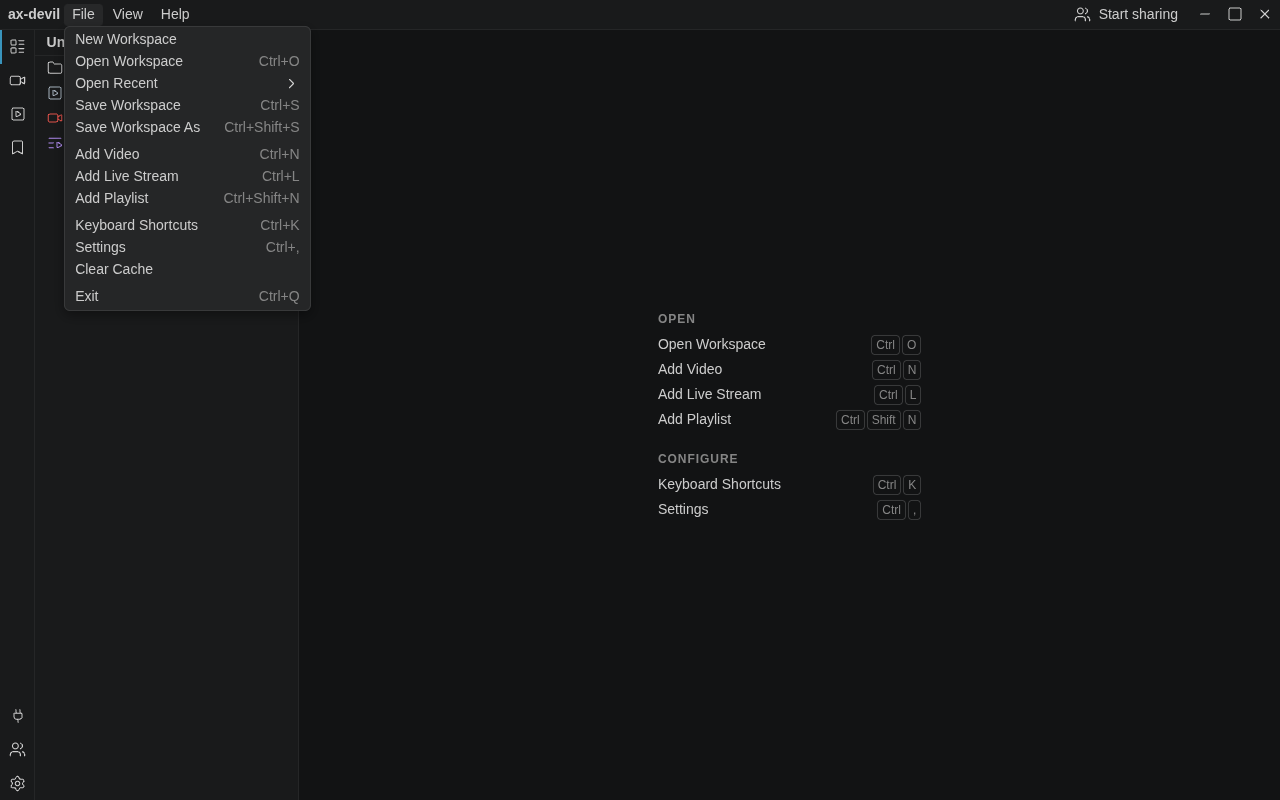 ax-devil File View Help Start sharing
Un
New Workspace
Open Workspace Ctrl+O
Open Recent
Save Workspace Ctrl+S
Save Workspace As Ctrl+Shift+S
Add Video Ctrl+N
Add Live Stream Ctrl+L
Add Playlist Ctrl+Shift+N
Keyboard Shortcuts Ctrl+K
Settings Ctrl+,
Clear Cache
Exit Ctrl+Q
OPEN
Open Workspace Ctrl O
Add Video Ctrl N
Add Live Stream Ctrl L
Add Playlist Ctrl Shift N
CONFIGURE
Keyboard Shortcuts Ctrl K
Settings Ctrl ,